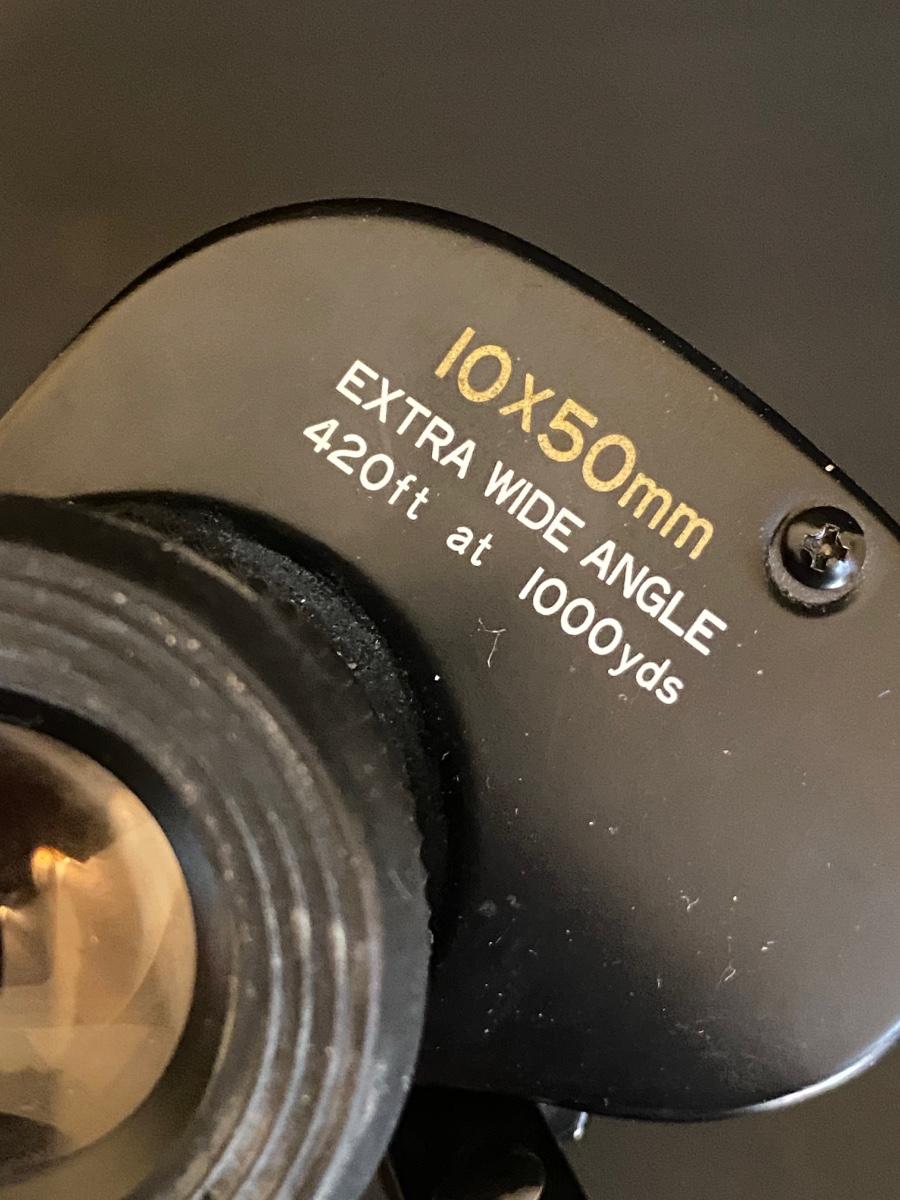 10x50mm
EXTRA WIDE ANGLE
420ft at 1000yds